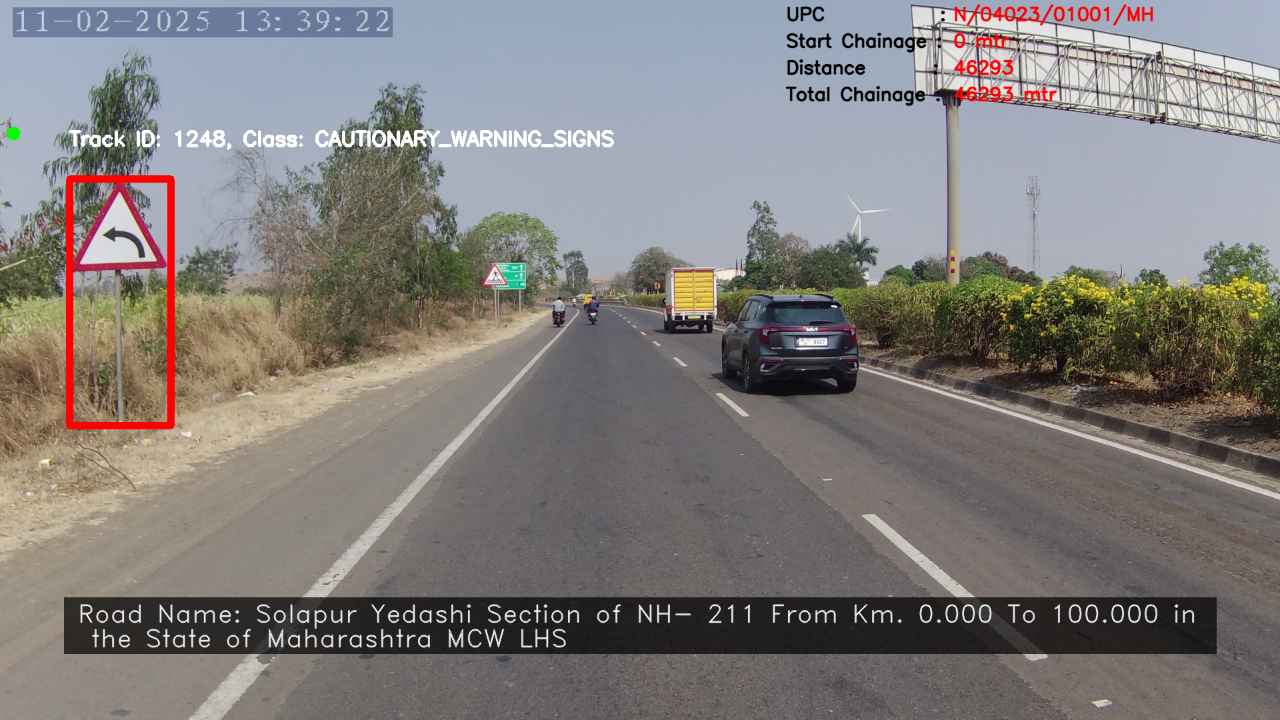 11-02-2025 13:39:22
UPC : N/04023/01001/MH
Start Chainage : 0 mtr
Distance : 46293
Total Chainage : 46293 mtr
Track ID: 1248, Class: CAUTIONARY_WARNING_SIGNS
Road Name: Solapur Yedashi Section of NH- 211 From Km. 0.000 To 100.000 in
the State of Maharashtra MCW LHS